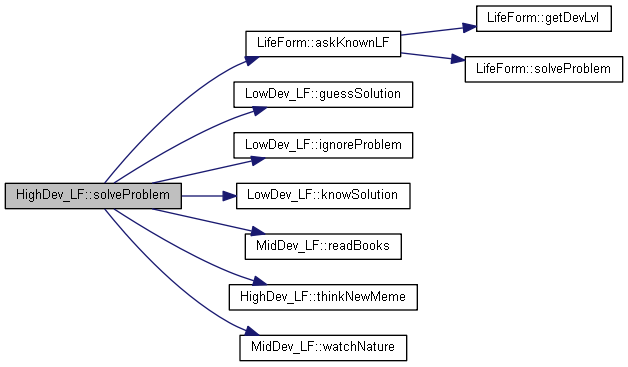 LifeForm::getDevLvl
LifeForm::askKnownLF
LifeForm::solveProblem
LowDev_LF::guessSolution
LowDev_LF::ignoreProblem
HighDev_LF::solveProblem
LowDev_LF::knowSolution
MidDev_LF::readBooks
HighDev_LF::thinkNewMeme
MidDev_LF::watchNature